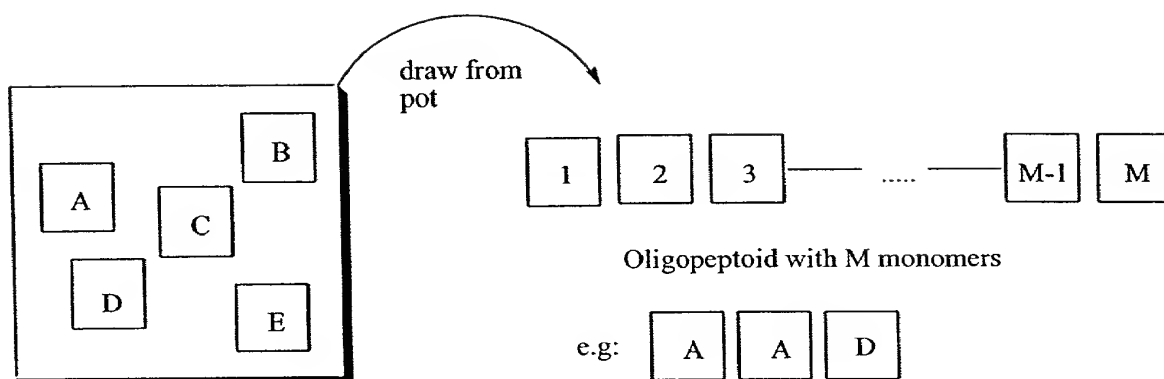 draw from
pot
A
B
C
D
E
1 2 3 ..... M-1 M
Oligopeptoid with M monomers
e.g: A A D